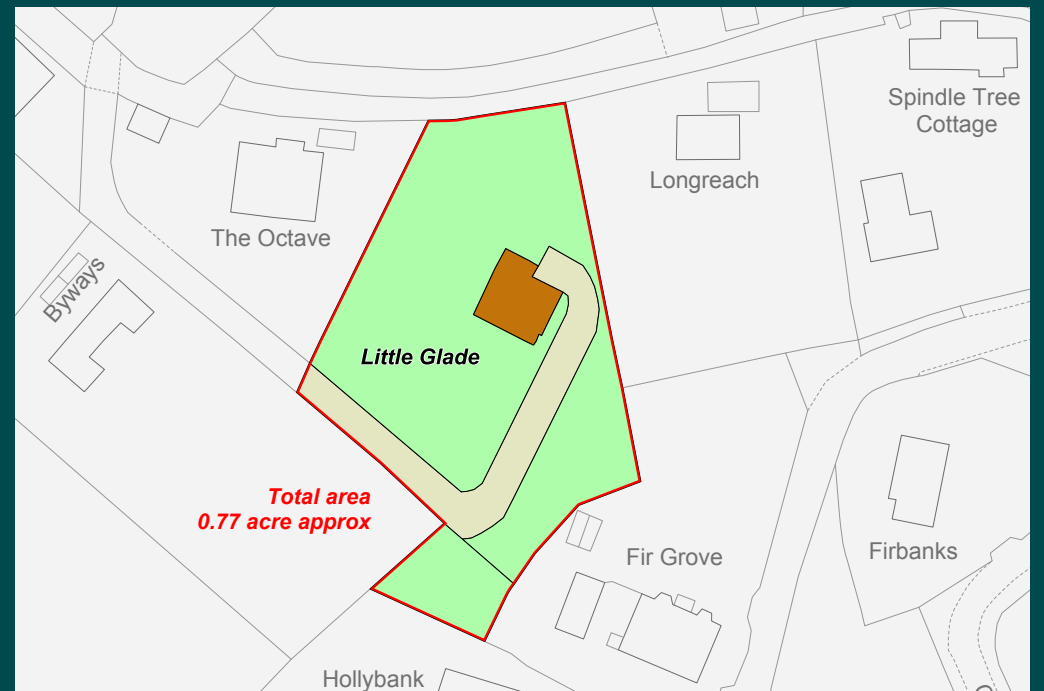 Spindle Tree
Cottage
Longreach
The Octave
Byways
Little Glade
Total area
0.77 acre approx
Fir Grove
Firbanks
Hollybank